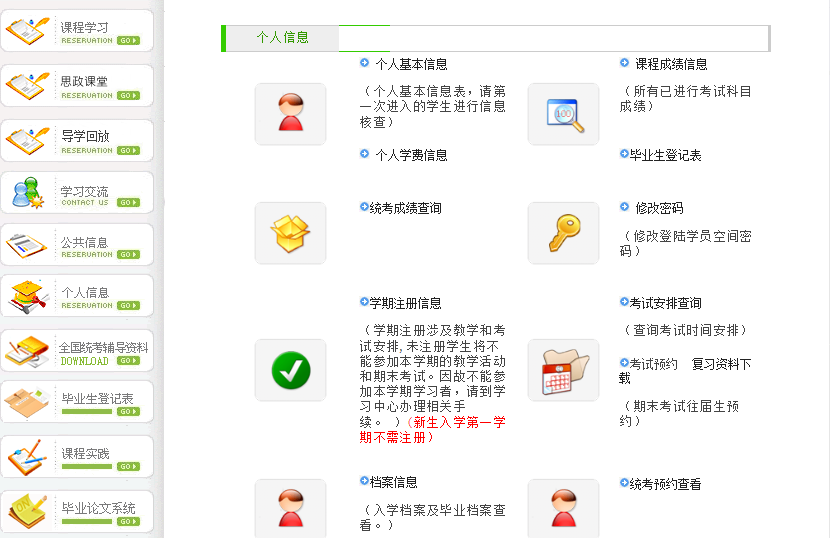 课程学习
RESERVATION GO
思政课堂
RESERVATION GO
导学回放
RESERVATION GO
学习交流
CONTACT US GO
公共信息
RESERVATION GO
个人信息
RESERVATION GO
全国统考辅导资料
DOWNLOAD GO
毕业生登记表
GO
课程实践
GO
毕业论文系统
GO
个人信息
个人基本信息
（个人基本信息表，请第
一次进入的学生进行信息
核查）
个人学费信息
课程成绩信息
（所有已进行考试科目
成绩）
100
毕业生登记表
统考成绩查询
修改密码
（修改登陆学员空间密
码）
学期注册信息
（学期注册涉及教学和考
试安排,未注册学生将不
能参加本学期的教学活动
和期末考试。因故不能参
加本学期学习者，请到学
习中心办理相关手
续。 ）（新生入学第一学
期不需注册）
考试安排查询
（查询考试时间安排）
考试预约 复习资料下
载
（期末考试往届生预
约）
档案信息
（入学档案及毕业档案查
看。）
统考预约查看